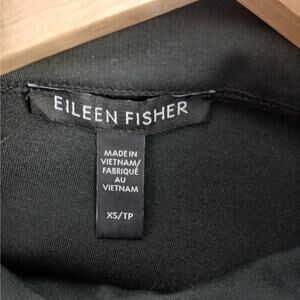 EILEEN FISHER
MADE IN
VIETNAM/
FABRIQUÉ
AU
VIETNAM
XS/TP